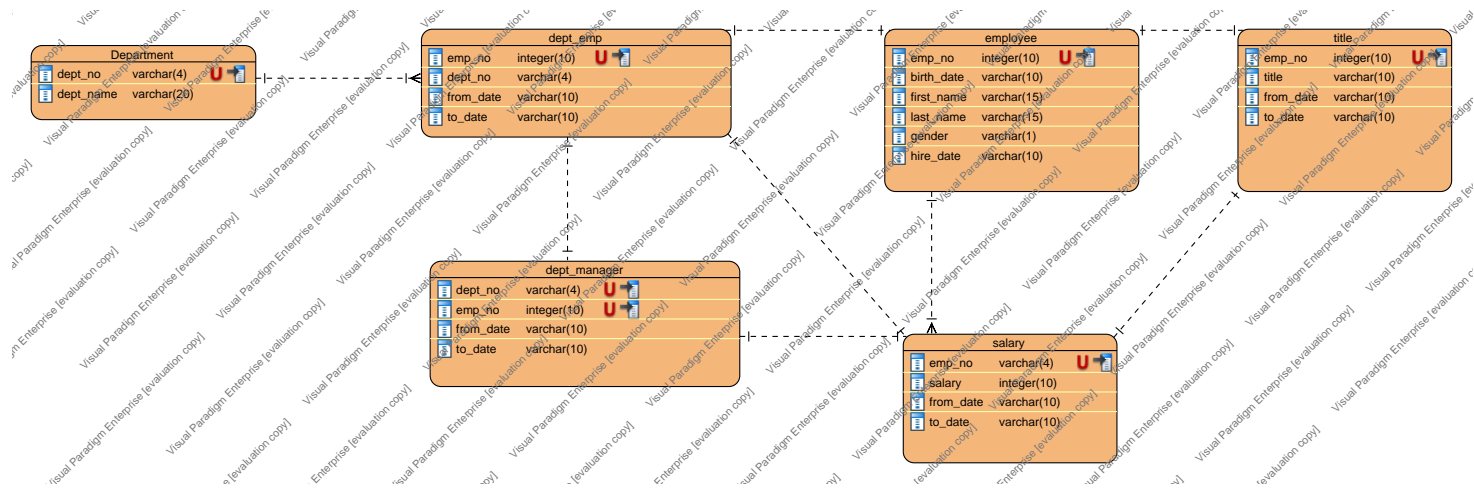 Department
dept_no varchar(4) U
dept_name varchar(20)
dept_emp
emp_no integer(10) U
dept_no varchar(4)
from_date varchar(10)
to_date varchar(10)
employee
emp_no integer(10) U
birth_date varchar(10)
first_name varchar(15)
last_name varchar(15)
gender varchar(1)
hire_date varchar(10)
title
emp_no integer(10) U
title varchar(10)
from_date varchar(10)
to_date varchar(10)
dept_manager
dept_no varchar(4) U
emp_no integer(10) U
from_date varchar(10)
to_date varchar(10)
salary
emp_no varchar(4) U
salary integer(10)
from_date varchar(10)
to_date varchar(10)
Visual Paradigm Enterprise [evaluation copy]